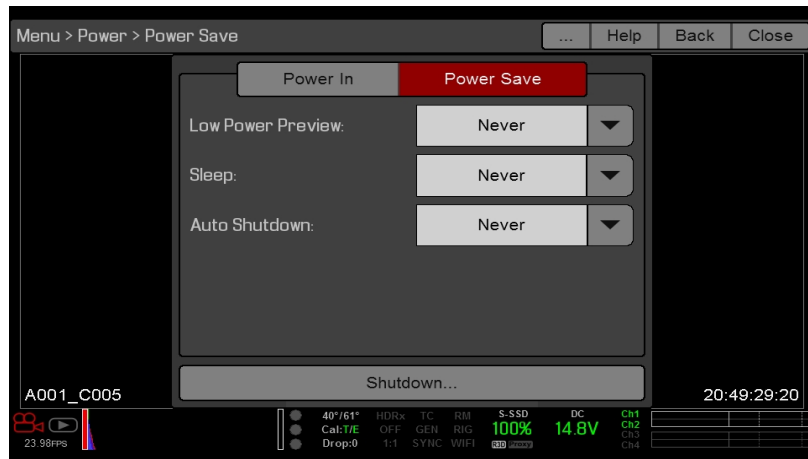 Menu > Power > Power Save ... Help Back Close
Power In Power Save
Low Power Preview: Never
Sleep: Never
Auto Shutdown: Never
Shutdown...
A001_C005 20:49:29:20
40°/61° HDRx TC RM S-SSD DC Ch1
Cal:T/E OFF GEN RIG 100% 14.8V Ch2
23.98FPS Drop:0 1:1 SYNC WIFI R3D Proxy Ch3
Ch4